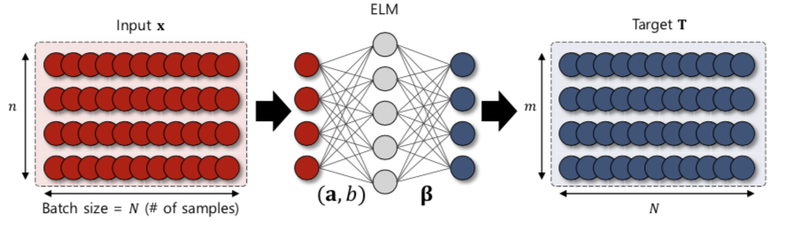 Input 𝐱
ELM
Target 𝐓
n
m
(𝐚, b)
𝛃
Batch size = N (# of samples)
N